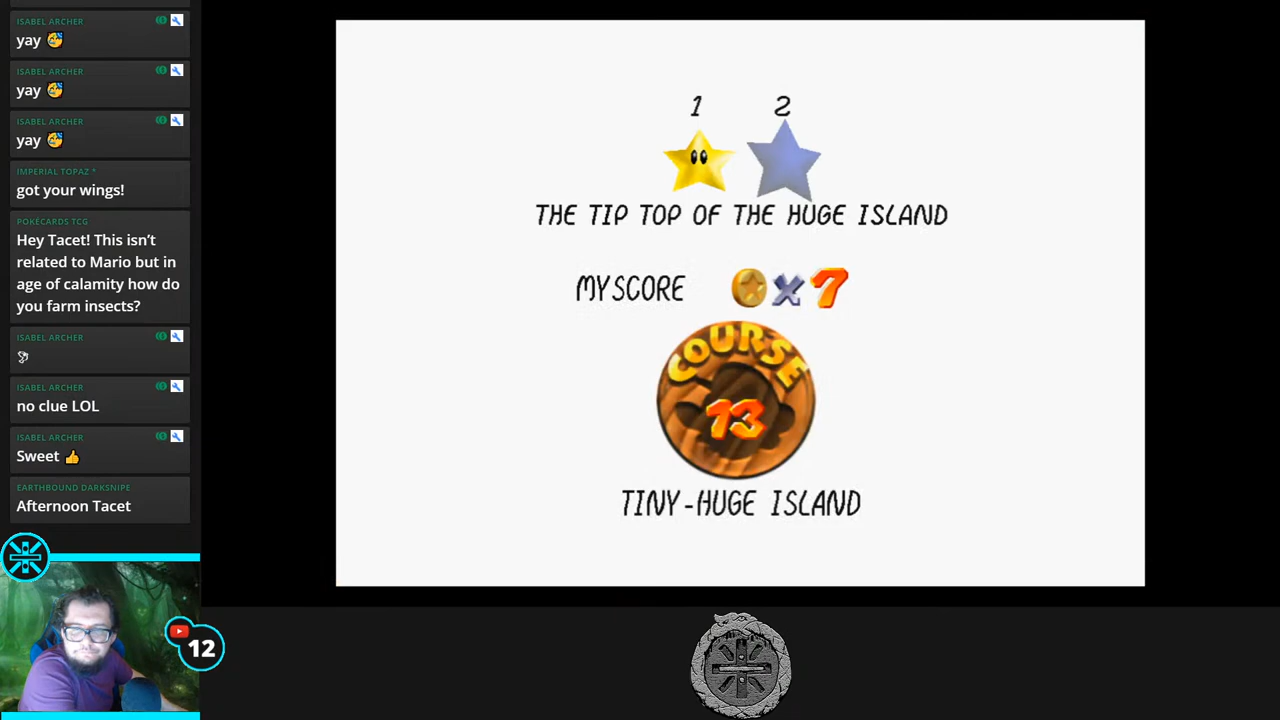 ISABEL ARCHER
yay
ISABEL ARCHER
yay
ISABEL ARCHER
yay
IMPERIAL TOPAZ *
got your wings!
POKÉCARDS TCG
Hey Tacet! This isn't
related to Mario but in
age of calamity how do
you farm insects?
ISABEL ARCHER
ISABEL ARCHER
no clue LOL
ISABEL ARCHER
Sweet 👍
EARTHBOUND DARKSNIPE
Afternoon Tacet
12
1 2
THE TIP TOP OF THE HUGE ISLAND
MY SCORE x 7
COURSE
13
TINY-HUGE ISLAND